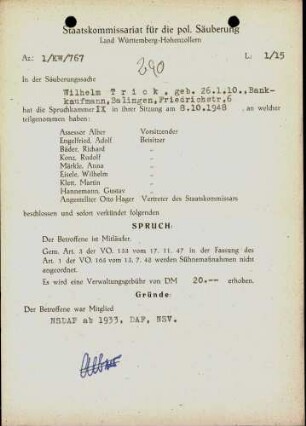 Staatskommissariat für die pol. Säuberung
Land Württemberg-Hohenzollern
Az.: 1/KW/767
L. 1/15
290
In der Säuberungssache
Wilhelm Trick, geb. 26.1.10., Bank-
kaufmann, Balingen, Friedrichstr.6
hat die Spruchkammer IX in ihrer Sitzung am 8.10.1948 , an welcher
teilgenommen haben:
Assessor Alber Vorsitzender
Engelfried, Adolf Beisitzer
Bäder, Richard "
Kenz, Rudolf "
Märkle, Anna "
Eisele, Wilhelm "
Klett, Martin "
Hannemann, Gustav "
Angestellter Otto Hager Vertreter des Staatskommissars
beschlossen und sofort verkündet folgenden
SPRUCH:
Der Betroffene ist Mitläufer.
Gem. Art. 3 der VO. 133 vom 17. 11. 47 in der Fassung des
Art. 1 der VO. 165 vom 13. 7. 48 werden Sühnemaßnahmen nicht
angeordnet.
Es wird eine Verwaltungsgebühr von DM 20.-- erhoben.
Gründe:
Der Betroffene war Mitglied
NSDAP ab 1933, DAF, NSV.